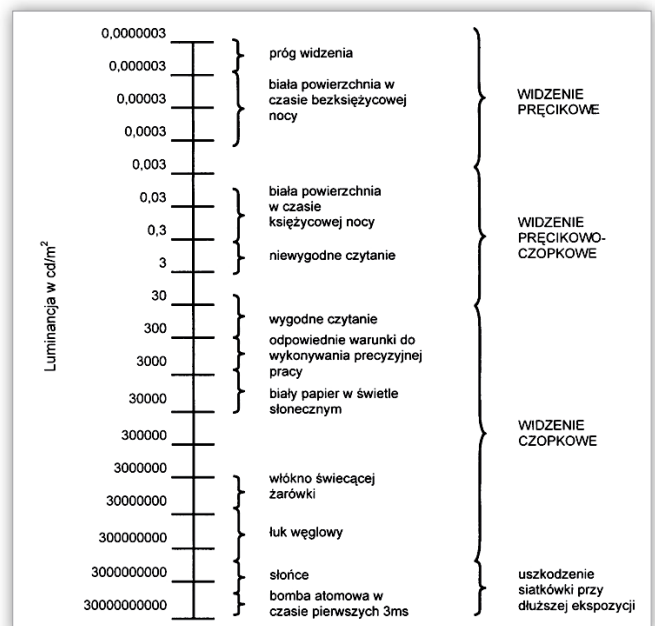 0,0000003
0,000003
0,00003
0,0003
0,003
0,03
0,3
3
30
300
3000
30000
300000
3000000
30000000
300000000
3000000000
30000000000
Luminancja w cd/m²
próg widzenia
biała powierzchnia w
czasie bezksiężycowej
nocy
biała powierzchnia
w czasie
księżycowej nocy
niewygodne czytanie
wygodne czytanie
odpowiednie warunki do
wykonywania precyzyjnej
pracy
biały papier w świetle
słonecznym
włókno świecącej
żarówki
łuk węglowy
słońce
bomba atomowa w
czasie pierwszych 3ms
WIDZENIE
PRĘCIKOWE
WIDZENIE
PRĘCIKOWO-
CZOPKOWE
WIDZENIE
CZOPKOWE
uszkodzenie
siatkówki przy
dłuższej ekspozycji